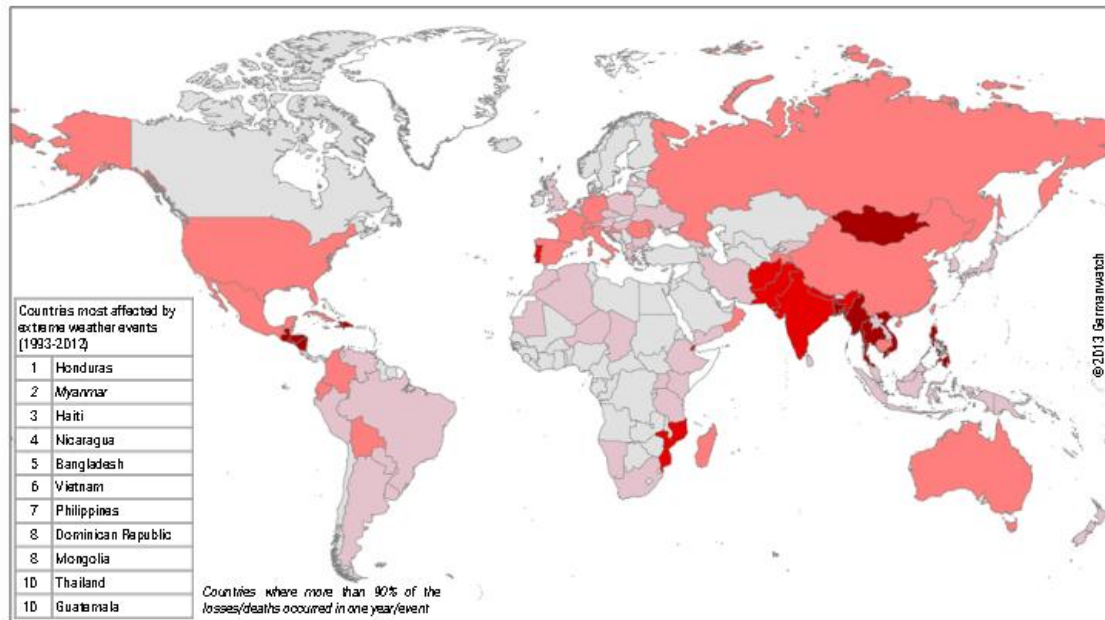 Countries most affected by
extreme weather events
(1993-2012)
1 Honduras
2 Myanmar
3 Haiti
4 Nicaragua
5 Bangladesh
6 Vietnam
7 Philippines
8 Dominican Republic
8 Mongolia
10 Thailand
10 Guatemala
Countries where more than 90% of the
losses/deaths occurred in one year/event
©2013 Germanwatch